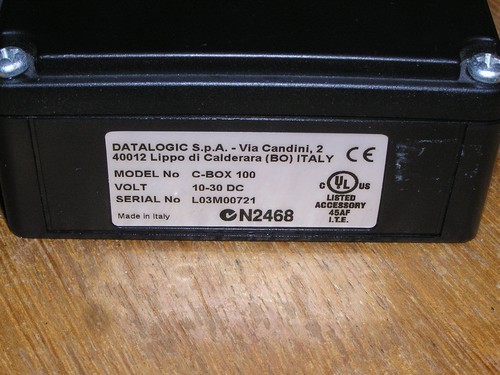 DATALOGIC S.p.A. - Via Candini, 2
40012 Lippo di Calderara (BO) ITALY
CE
MODEL No C-BOX 100
VOLT 10-30 DC
SERIAL No L03M00721
Made in Italy
N2468
C UL US
LISTED
ACCESSORY
45AF
I.T.E.